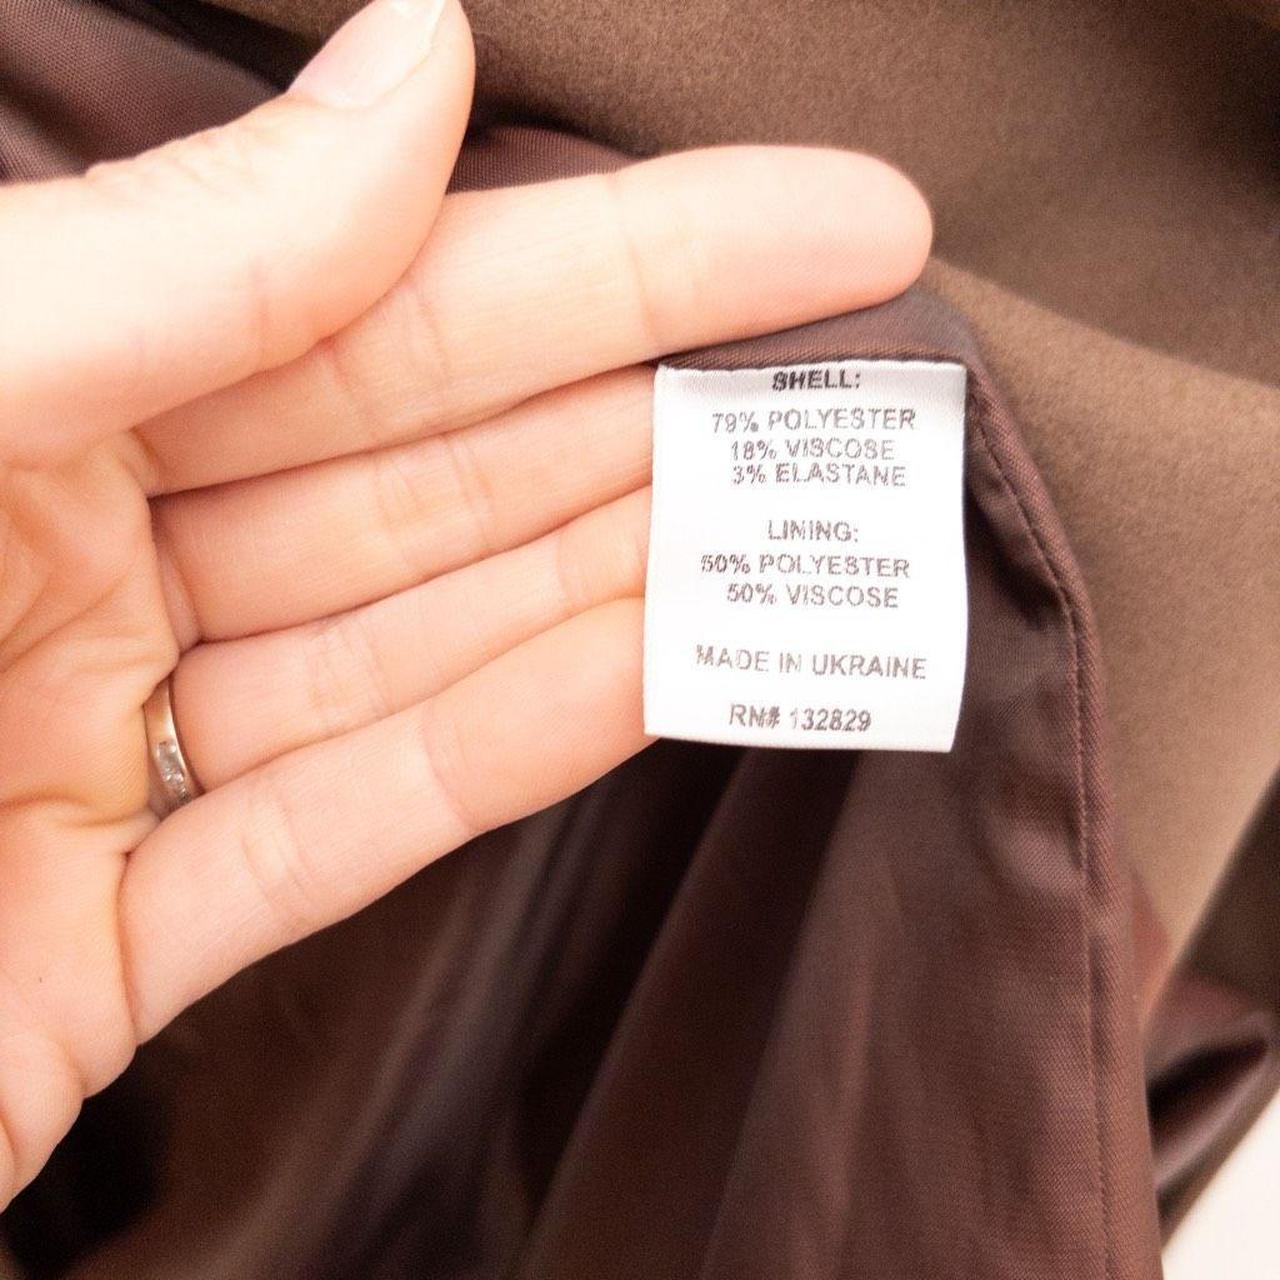 SHELL:
79% POLYESTER
18% VISCOSE
3% ELASTANE
LINING:
50% POLYESTER
50% VISCOSE
MADE IN UKRAINE
RN# 132829